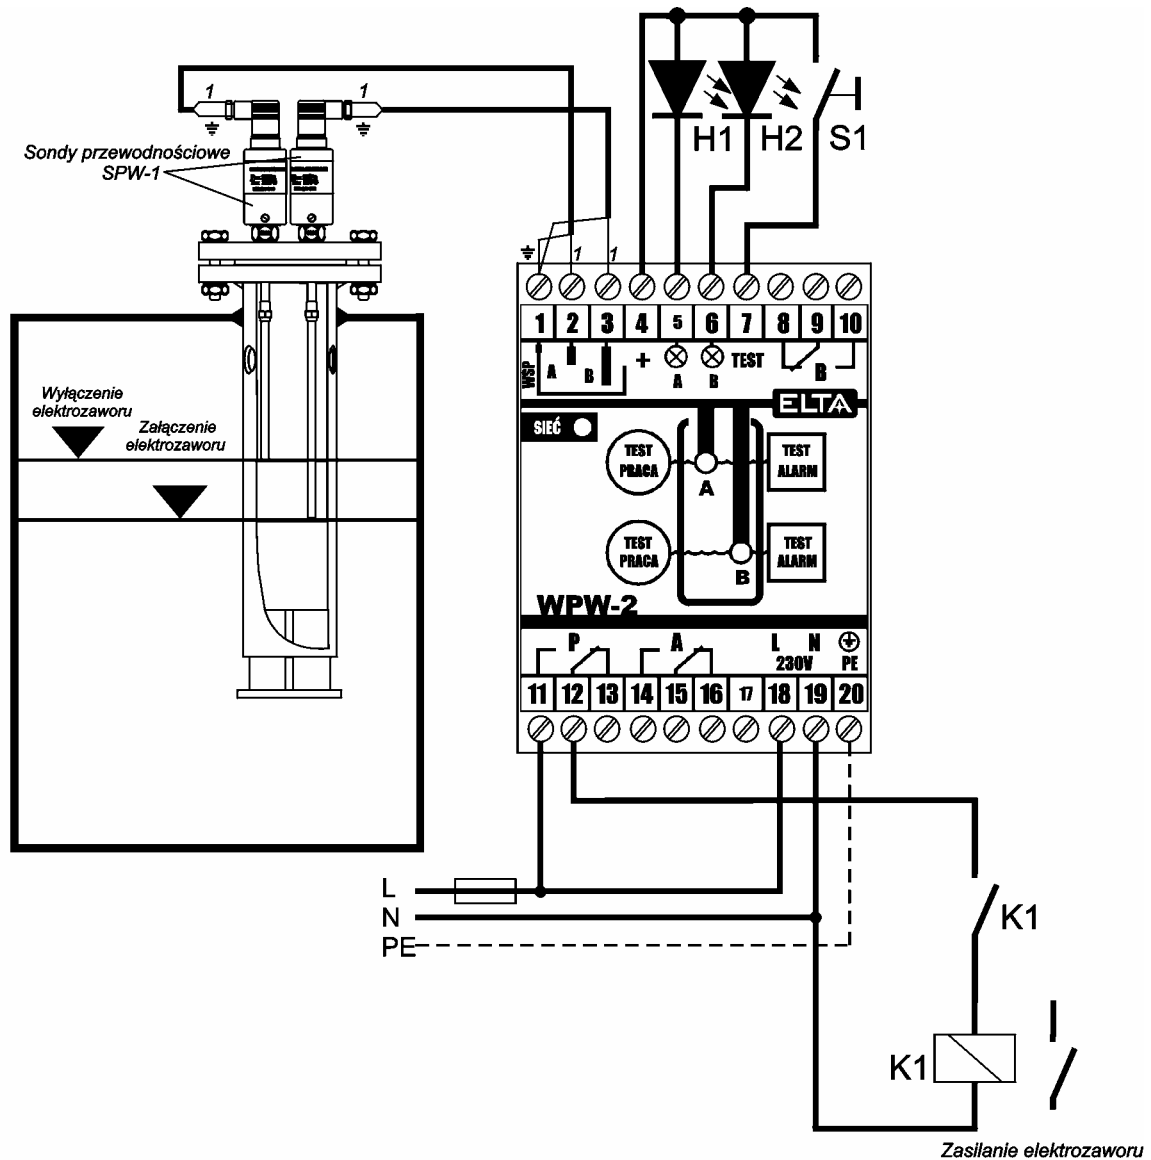 1
1
Sondy przewodnościowe
SPW-1
H1 H2 S1
1 1
1 2 3 4 5 6 7 8 9 10
WSP A B + A B TEST B
ELTA
Wyłączenie
elektrozaworu
Załączenie
elektrozaworu
SIEĆ
TEST
PRACA
A
TEST
ALARM
TEST
PRACA
B
TEST
ALARM
WPW-2
P A L N
230V PE
11 12 13 14 15 16 17 18 19 20
L
N
PE
K1
K1
Zasilanie elektrozaworu